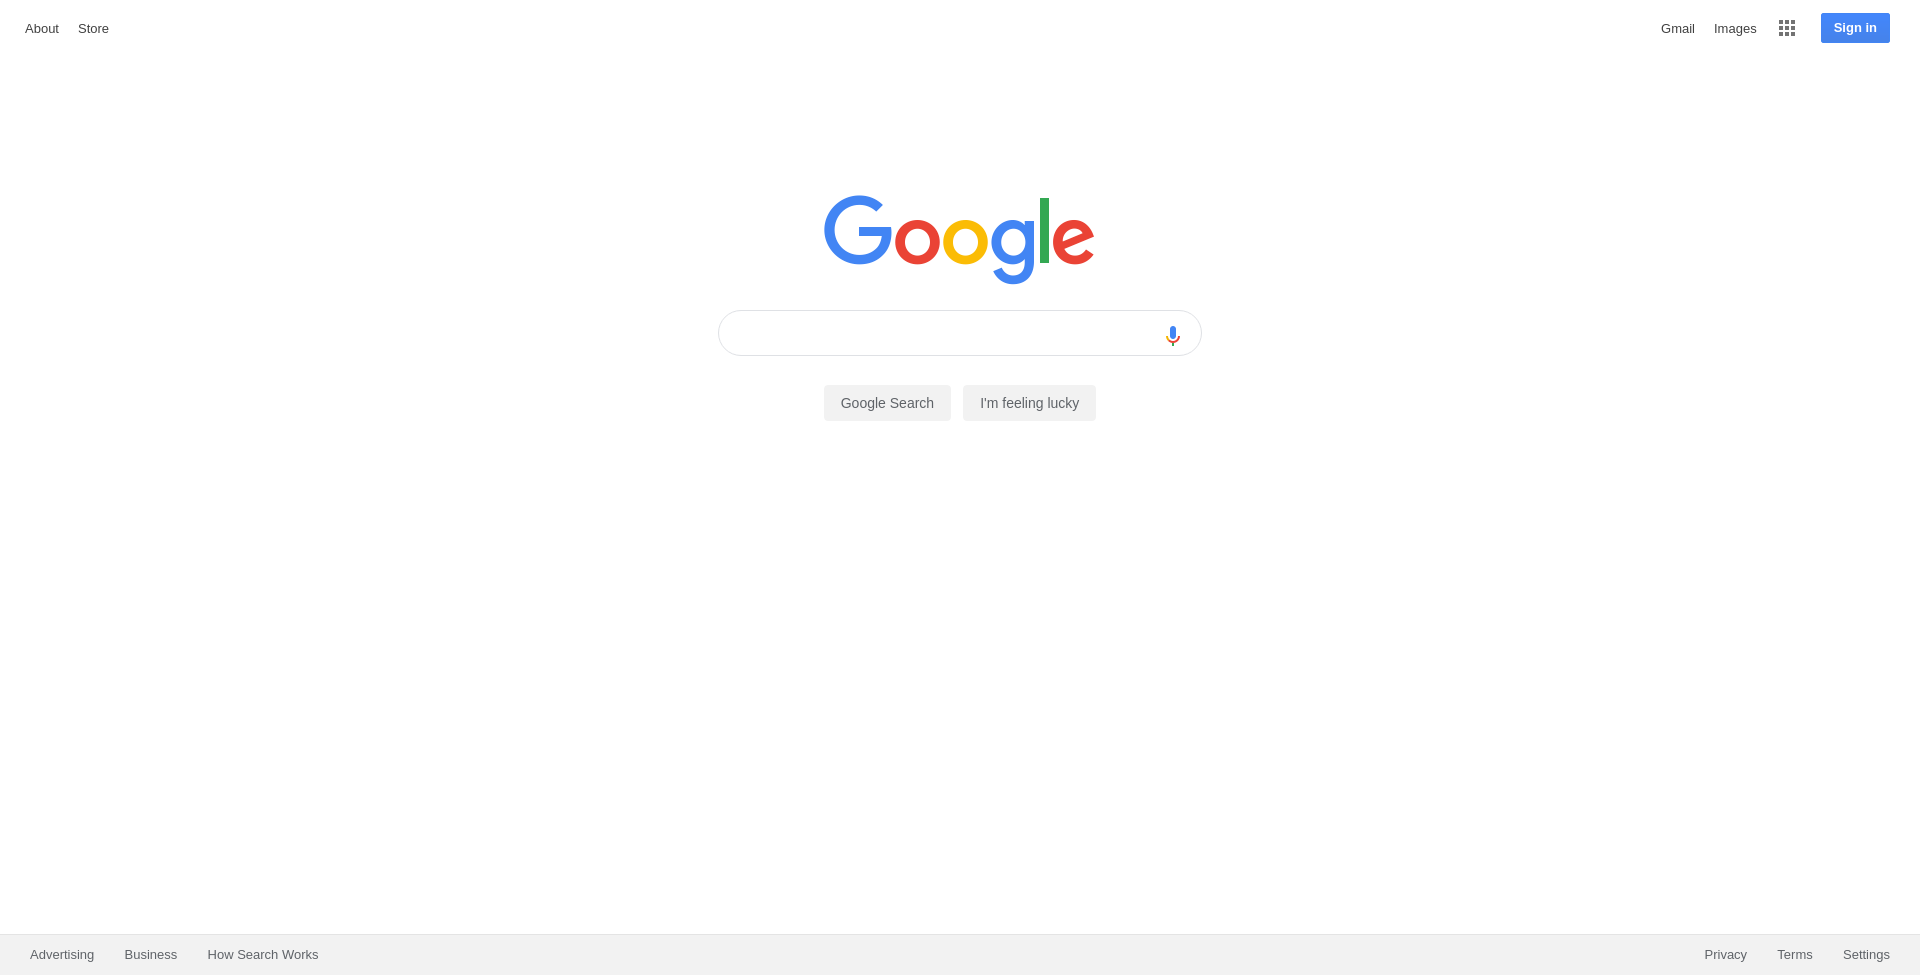 About Store Gmail Images Sign in
Google
Google Search I'm feeling lucky
Advertising Business How Search Works Privacy Terms Settings